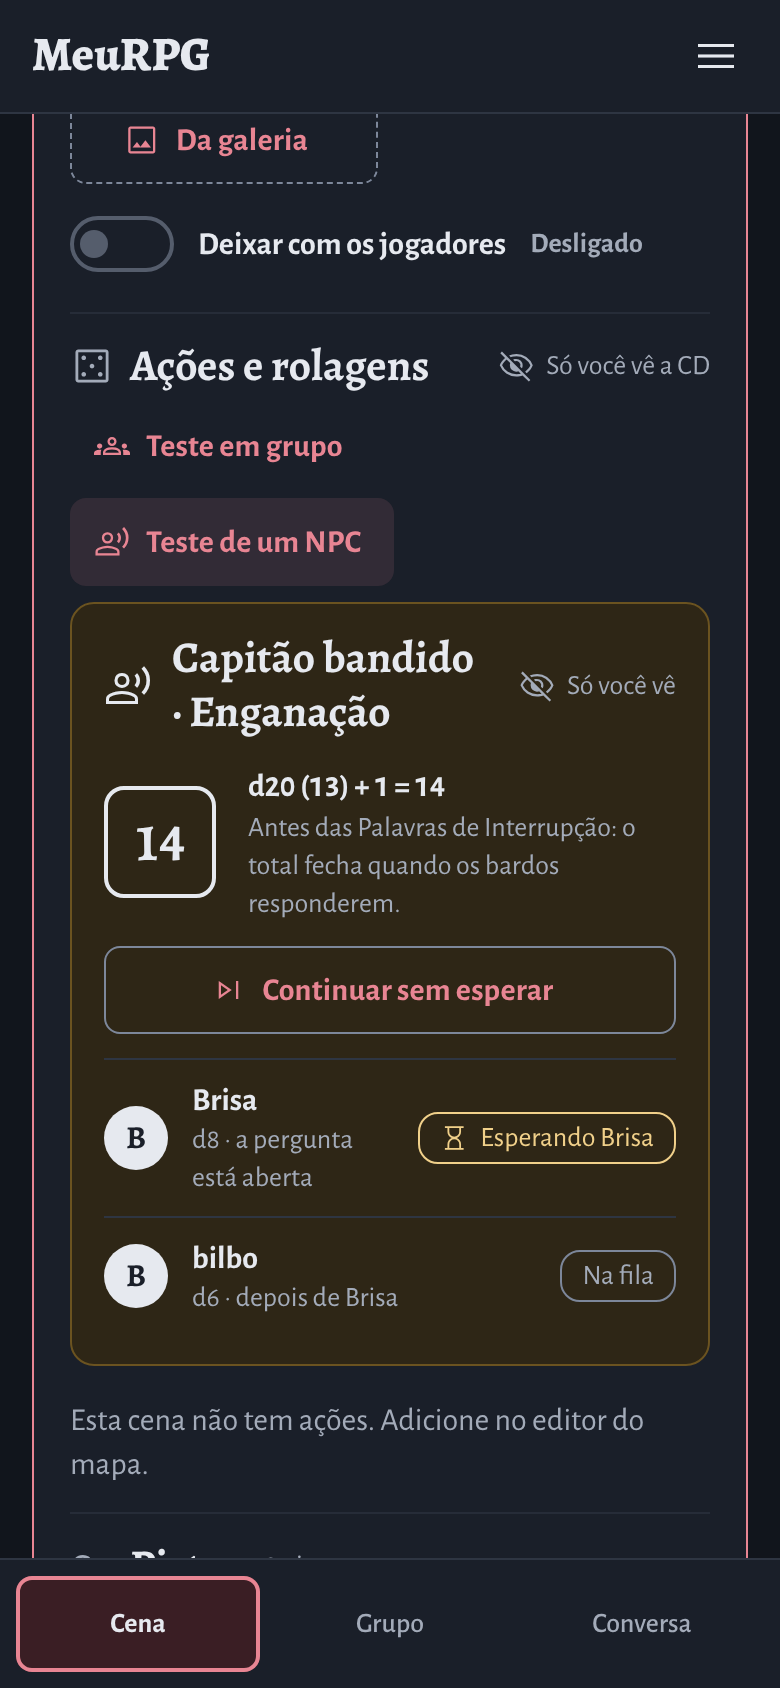 MeuRPG
Da galeria
Deixar com os jogadores Desligado
Ações e rolagens Só você vê a CD
Teste em grupo
Teste de um NPC
Capitão bandido
· Enganação
Só você vê
14
d20 (13) + 1 = 14
Antes das Palavras de Interrupção: o
total fecha quando os bardos
responderem.
Continuar sem esperar
B
Brisa
d8 · a pergunta
está aberta
Esperando Brisa
B
bilbo
d6 · depois de Brisa
Na fila
Esta cena não tem ações. Adicione no editor do
mapa.
Cena Grupo Conversa